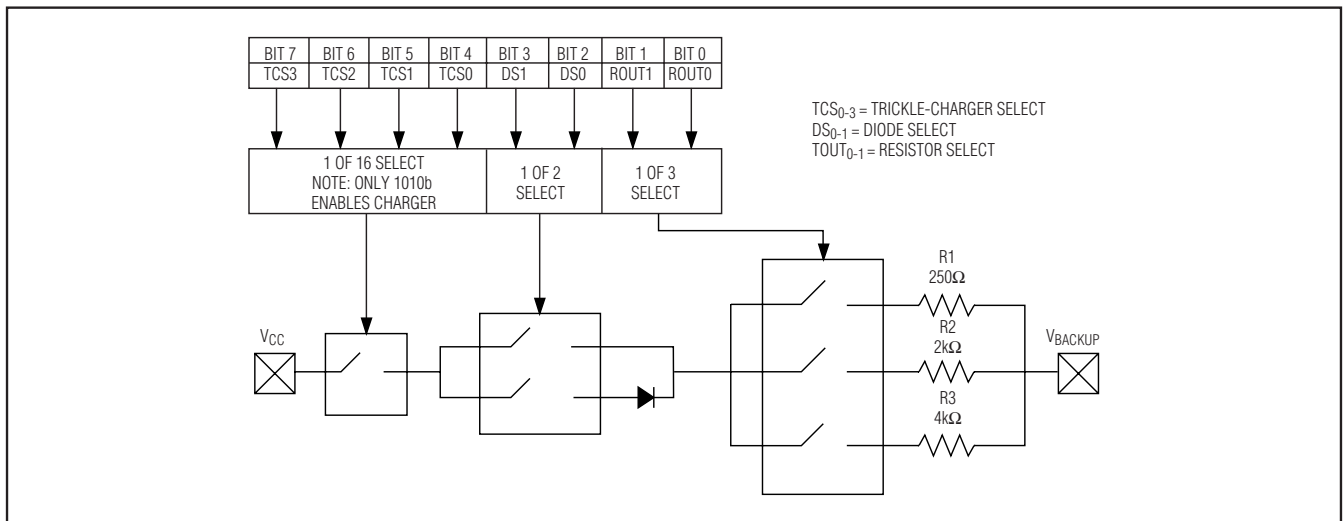 BIT 7 BIT 6 BIT 5 BIT 4 BIT 3 BIT 2 BIT 1 BIT 0
TCS3 TCS2 TCS1 TCS0 DS1 DS0 ROUT1 ROUT0
TCS0-3 = TRICKLE-CHARGER SELECT
DS0-1 = DIODE SELECT
TOUT0-1 = RESISTOR SELECT
1 OF 16 SELECT
NOTE: ONLY 1010b
ENABLES CHARGER
1 OF 2
SELECT
1 OF 3
SELECT
R1
250Ω
VCC
R2
2kΩ
VBACKUP
R3
4kΩ